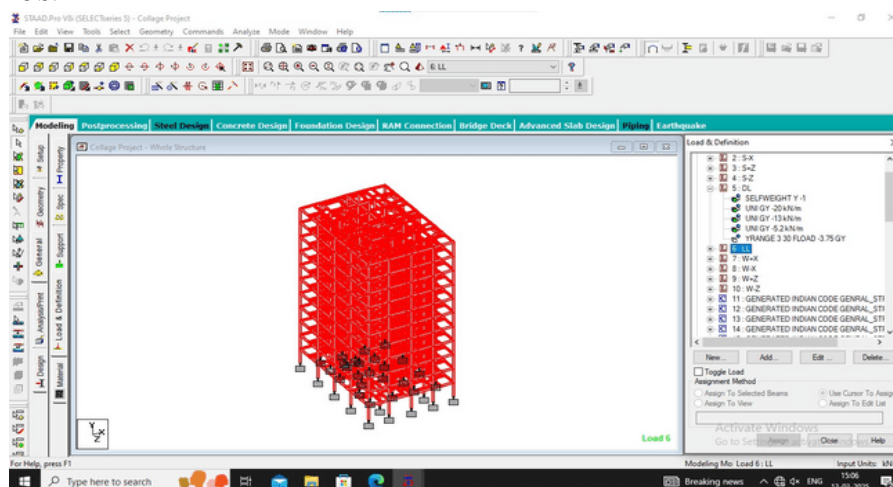 STAAD.Pro V8i (SELECTseries 5) - Collage Project
File Edit View Tools Select Geometry Commands Analyze Mode Window Help
6: LL
Modeling Postprocessing Steel Design Concrete Design Foundation Design RAM Connection Bridge Deck Advanced Slab Design Piping Earthquake
Setup
Geometry
General
Analysis/Print
Design
Property
Spec
Support
Load & Definition
Material
Collage Project - Whole Structure
Y
X
Z
Load 6
Load & Definition
2 : S-X
3 : S+Z
4 : S-Z
5 : DL
SELFWEIGHT Y -1
UNI GY -20 kN/m
UNI GY -13 kN/m
UNI GY -5.2 kN/m
YRANGE 3 30 FLOAD -3.75 GY
6 : LL
7 : W+X
8 : W-X
9 : W+Z
10 : W-Z
11 : GENERATED INDIAN CODE GENRAL_STI
12 : GENERATED INDIAN CODE GENRAL_STI
13 : GENERATED INDIAN CODE GENRAL_STI
14 : GENERATED INDIAN CODE GENRAL_STI
New... Add... Edit ... Delete...
Toggle Load
Assignment Method
Assign To Selected Beams Use Cursor To Assig
Assign To View Assign To Edit List
Activate Windows
Assign Close Help
For Help, press F1
Modeling Mo Load 6 : LL Input Units: kN
Type here to search
Breaking news ENG 15:06